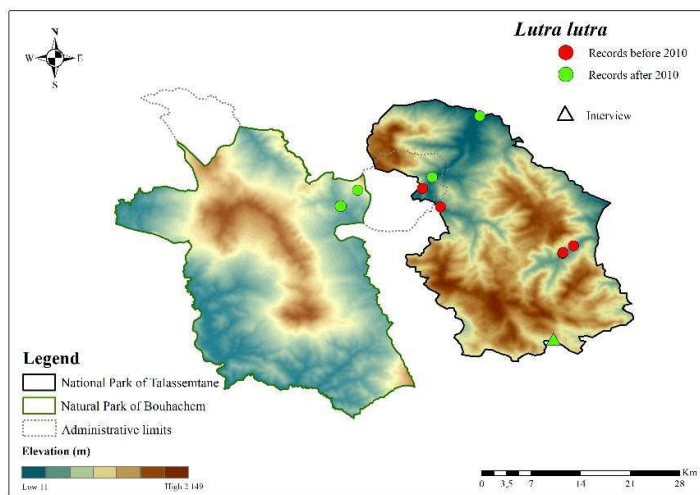 Lutra lutra
Records before 2010
Records after 2010
Interview
N
W E
S
Legend
National Park of Talassemtane
Natural Park of Bouhachem
Administrative limits
Elevation (m)
Low 11 High 2 149
Km
0 3,5 7 14 21 28